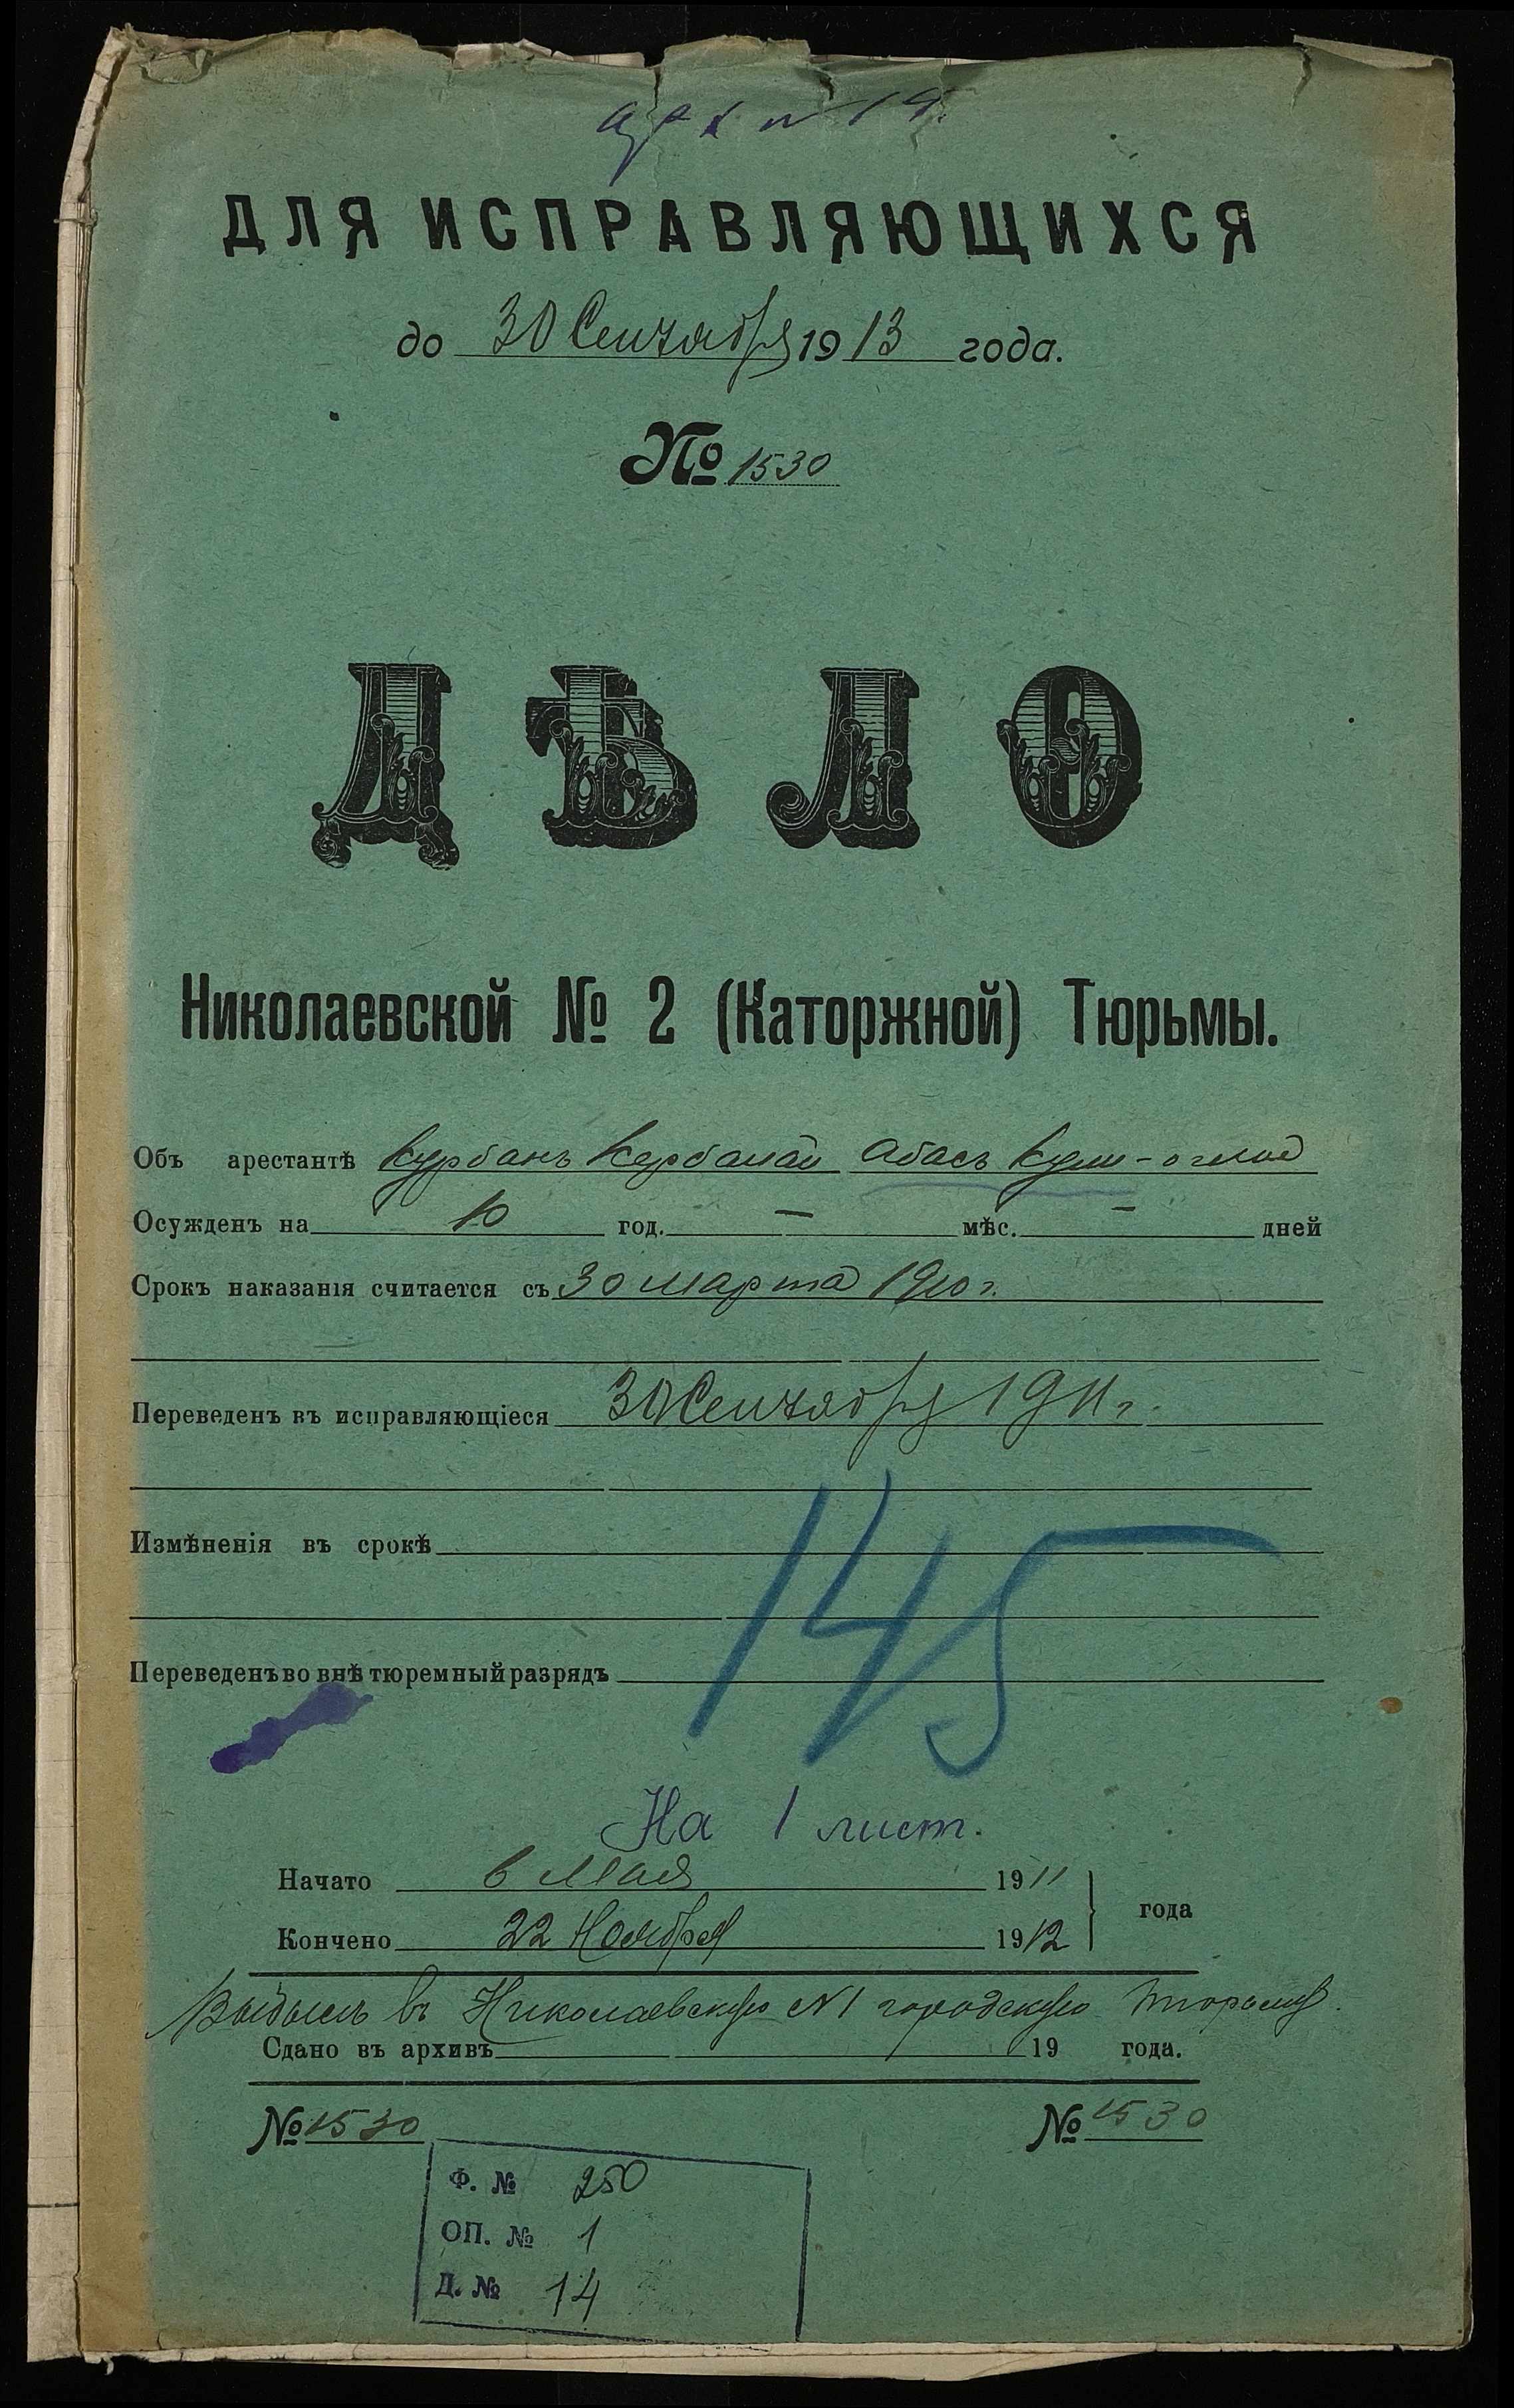 арх № 14.
ДЛЯ ИСПРАВЛЯЮЩИХСЯ
до 30 Сентября 1913 года.
№ 1530
ДѢЛО
Николаевской № 2 (Каторжной) Тюрьмы.
Объ арестантѣ Курбанъ Кербалай Абасъ Кули-оглы
Осужденъ на 10 год. — мѣс. — дней
Срокъ наказанія считается съ 30 марта 1910 г.
Переведенъ въ исправляющіеся 30 Сентября 1911 г.
Измѣненія въ срокѣ
145
Переведенъ во внѣ тюремный разрядъ
На 1 лист.
Начато 6 Мая 1911
года
Кончено 22 Ноября 1912
Выбылъ въ Николаевскую №1 городскую тюрьму.
Сдано въ архивъ 19 года.
№ 1530 № 1530
Ф. № 250
ОП. № 1
Д. № 14